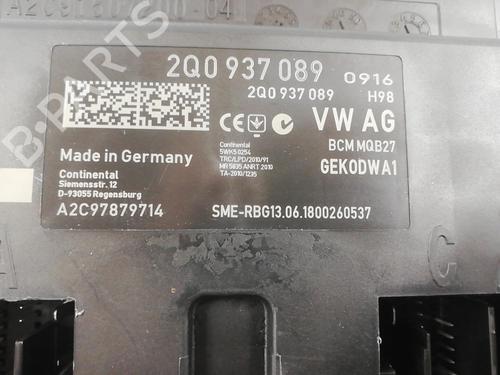 2Q0 937 089 0916
2Q0 937 089 H98
VW AG
BCM MQB27
GEKODWA1
Continental
5WK50254
TRC/LPD/2010/91
MR 5835 ANRT 2010
TA-2010/1235
Made in Germany
Continental
Siemensstr. 12
D-93055 Regensburg
A2C97879714
SME-RBG13.06.1800260537
A
C
B-PARTS